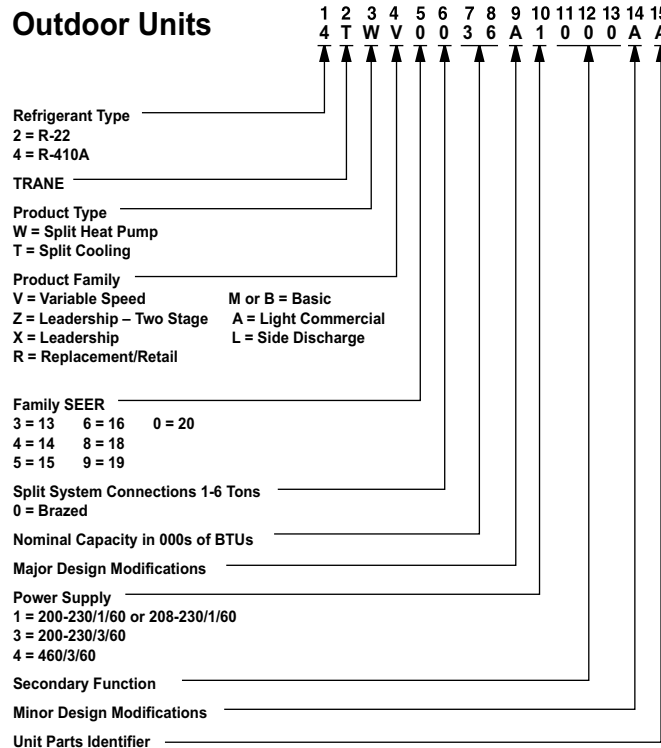 Outdoor Units
1 2 3 4 5 6 7 8 9 10 11 12 13 14 15
4 T W V 0 0 3 6 A 1 0 0 0 A A
Refrigerant Type
2 = R-22
4 = R-410A
TRANE
Product Type
W = Split Heat Pump
T = Split Cooling
Product Family
V = Variable Speed M or B = Basic
Z = Leadership – Two Stage A = Light Commercial
X = Leadership L = Side Discharge
R = Replacement/Retail
Family SEER
3 = 13 6 = 16 0 = 20
4 = 14 8 = 18
5 = 15 9 = 19
Split System Connections 1-6 Tons
0 = Brazed
Nominal Capacity in 000s of BTUs
Major Design Modifications
Power Supply
1 = 200-230/1/60 or 208-230/1/60
3 = 200-230/3/60
4 = 460/3/60
Secondary Function
Minor Design Modifications
Unit Parts Identifier